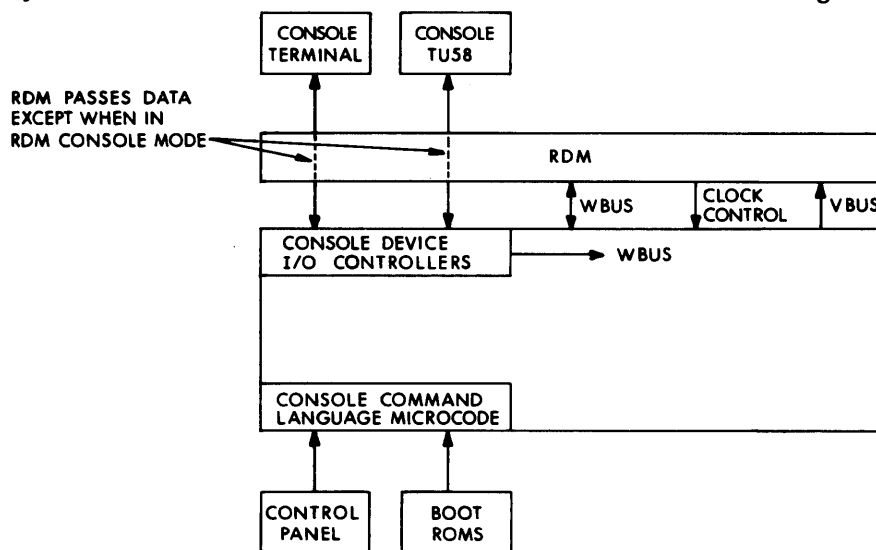 CONSOLE
TERMINAL
CONSOLE
TU58
RDM PASSES DATA
EXCEPT WHEN IN
RDM CONSOLE MODE
RDM
WBUS
CLOCK
CONTROL
VBUS
CONSOLE DEVICE
I/O CONTROLLERS
WBUS
CONSOLE COMMAND
LANGUAGE MICROCODE
CONTROL
PANEL
BOOT
ROMS